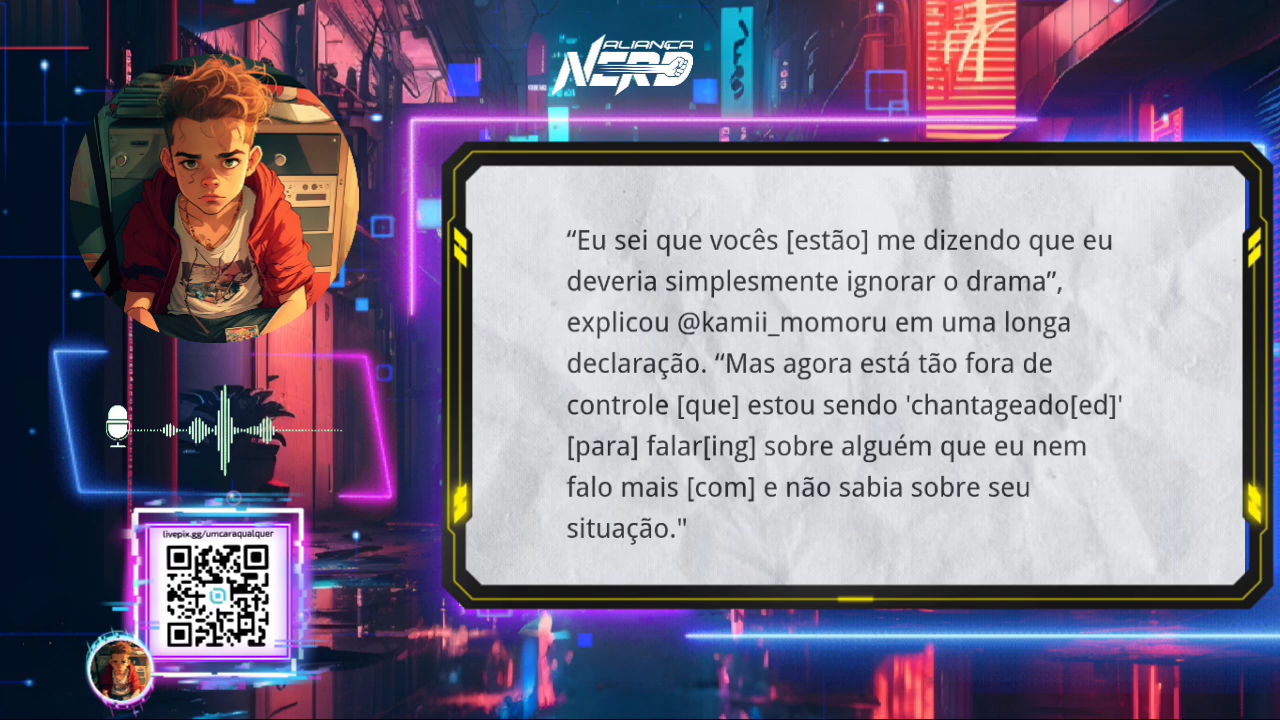 ALIANÇA
NERD
“Eu sei que vocês [estão] me dizendo que eu
deveria simplesmente ignorar o drama”,
explicou @kamii_momoru em uma longa
declaração. “Mas agora está tão fora de
controle [que] estou sendo 'chantageado[ed]'
[para] falar[ing] sobre alguém que eu nem
falo mais [com] e não sabia sobre seu
situação."
livepix.gg/umcaraqualquer